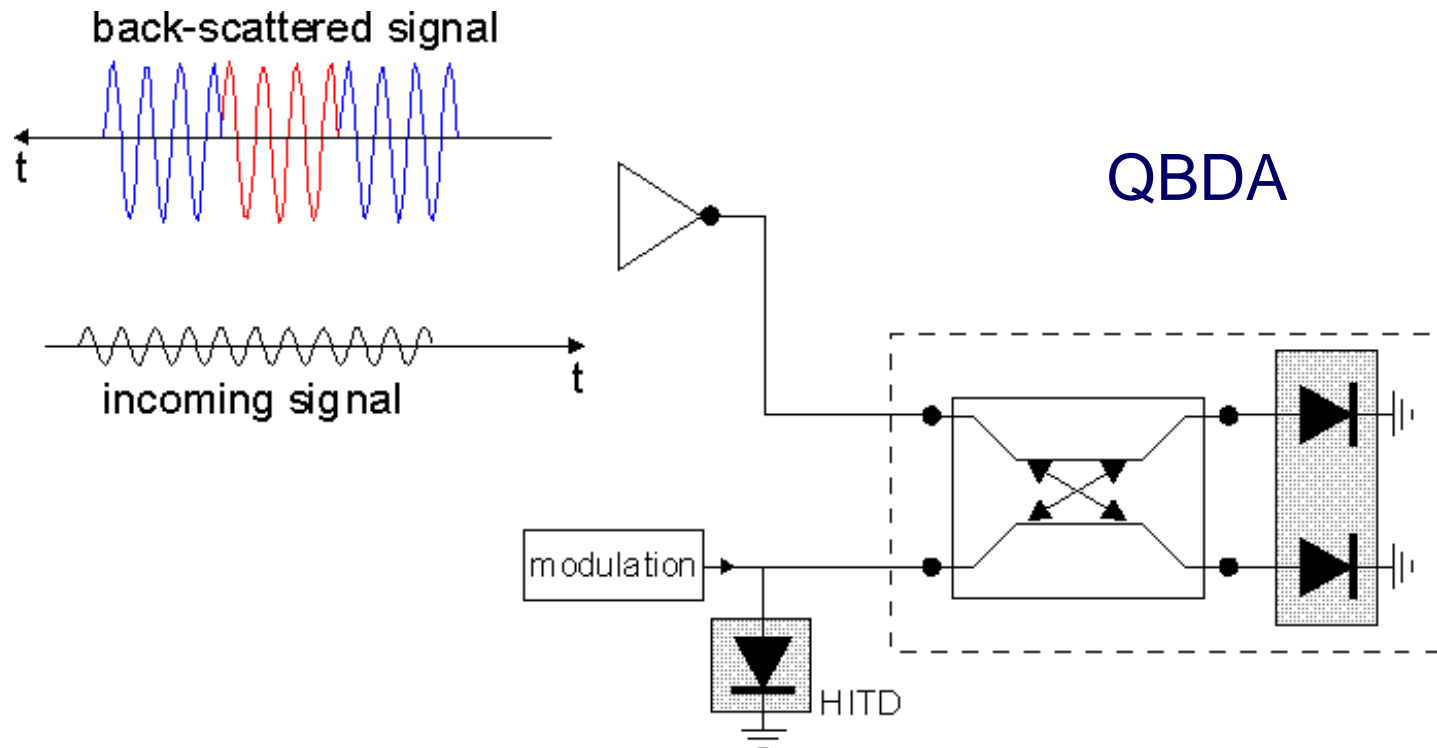 back-scattered signal
t
QBDA
t
incoming signal
modulation
HITD